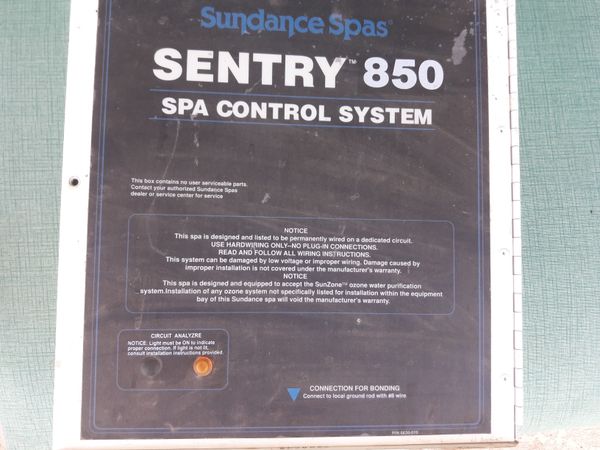 Sundance Spas®
SENTRY™ 850
SPA CONTROL SYSTEM
This box contains no user serviceable parts.
Contact your authorized Sundance Spas
dealer or service center for service
NOTICE
This spa is designed and listed to be permanently wired on a dedicated circuit.
USE HARDWIRING ONLY–NO PLUG-IN CONNECTIONS.
READ AND FOLLOW ALL WIRING INSTRUCTIONS.
This system can be damaged by low voltage or improper wiring. Damage caused by
improper installation is not covered under the manufacturer's warranty.
NOTICE
This spa is designed and equipped to accept the SunZone™ ozone water purification
system.Installation of any ozone system not specifically listed for installation within the equipment
bay of this Sundance spa will void the manufacturer's warranty.
CIRCUIT ANALYZRE
NOTICE: Light must be ON to indicate
proper connection. If light is not lit,
consult installation instructions provided.
CONNECTION FOR BONDING
Connect to local ground rod with #8 wire